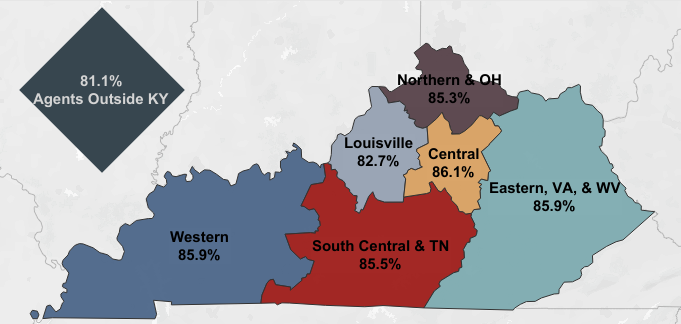 81.1%
Agents Outside KY
Northern & OH
85.3%
Louisville
82.7%
Central
86.1%
Eastern, VA, & WV
85.9%
Western
85.9%
South Central & TN
85.5%